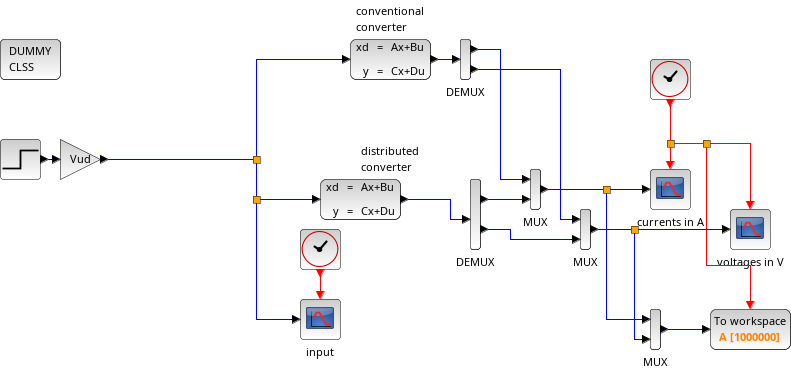 conventional
converter
DUMMY
CLSS
xd = Ax+Bu
y = Cx+Du
DEMUX
Vud
distributed
converter
xd = Ax+Bu
y = Cx+Du
MUX
currents in A
DEMUX
MUX
voltages in V
input
To workspace
A [1000000]
MUX